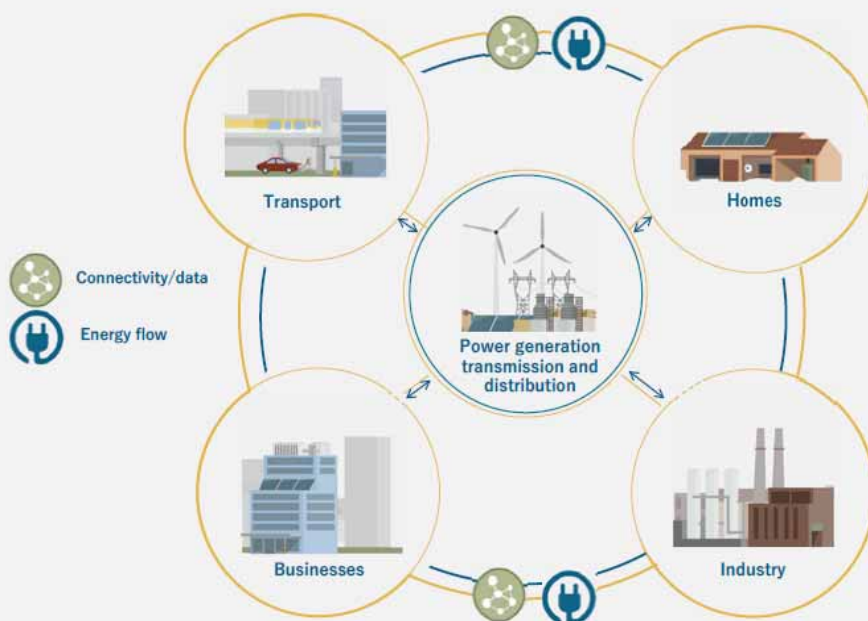 Transport
Homes
Connectivity/data
Energy flow
Power generation
transmission and
distribution
Businesses
Industry